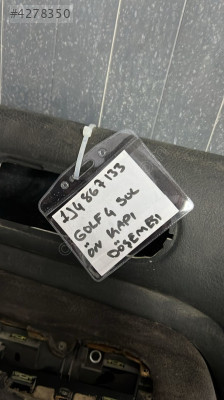 #4278350
1J4867133
GOLF 4 SOL
ÖN KAPI
DÖŞEMESİ